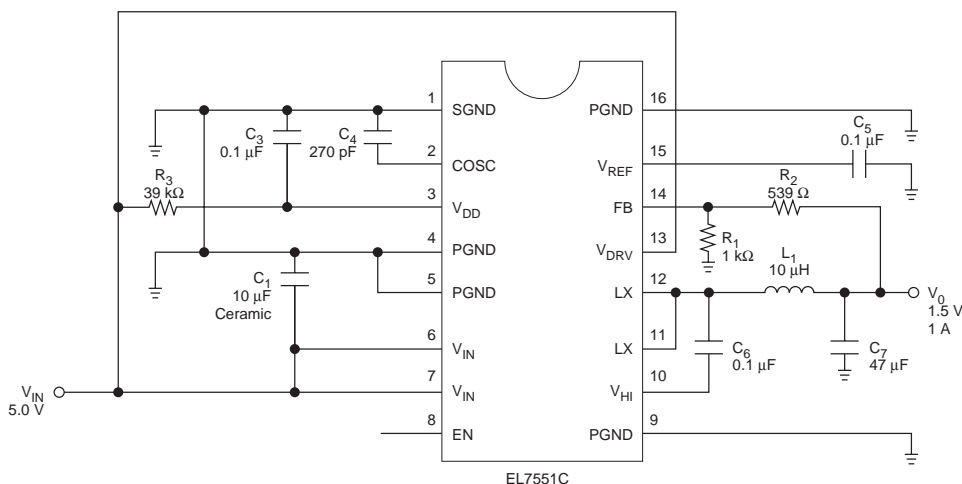 1
SGND
PGND
16
C3
0.1 μF
C4
270 pF
C5
0.1 μF
2
COSC
VREF
15
R3
39 kΩ
3
VDD
FB
14
R2
539 Ω
R1
1 kΩ
4
PGND
VDRV
13
C1
10 μF
Ceramic
5
PGND
LX
12
L1
10 μH
V0
1.5 V
1 A
6
VIN
LX
11
C6
0.1 μF
C7
47 μF
VIN
5.0 V
7
VIN
VHI
10
8
EN
PGND
9
EL7551C